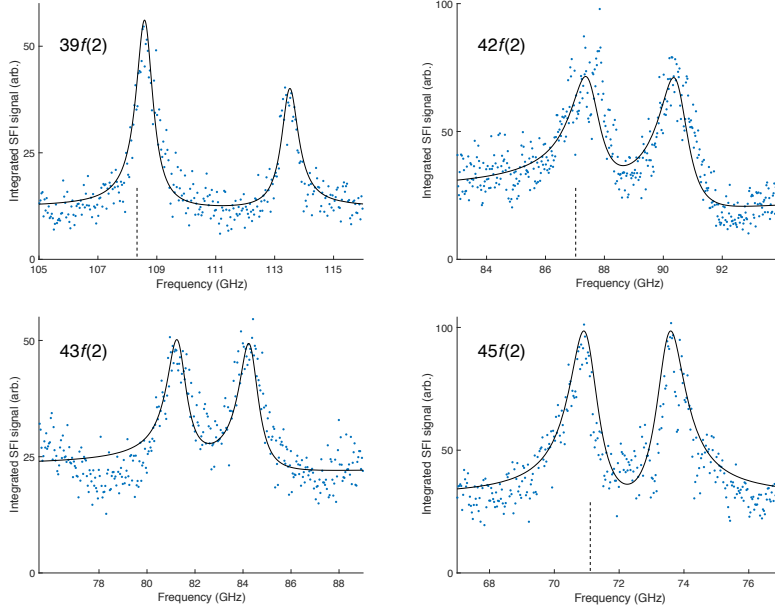 39f(2)
Integrated SFI signal (arb.)
50
25
0
105 107 109 111 113 115
Frequency (GHz)
42f(2)
Integrated SFI signal (arb.)
100
50
0
84 86 88 90 92
Frequency (GHz)
43f(2)
Integrated SFI signal (arb.)
50
25
0
78 80 82 84 86 88
Frequency (GHz)
45f(2)
Integrated SFI signal (arb.)
100
50
0
68 70 72 74 76
Frequency (GHz)